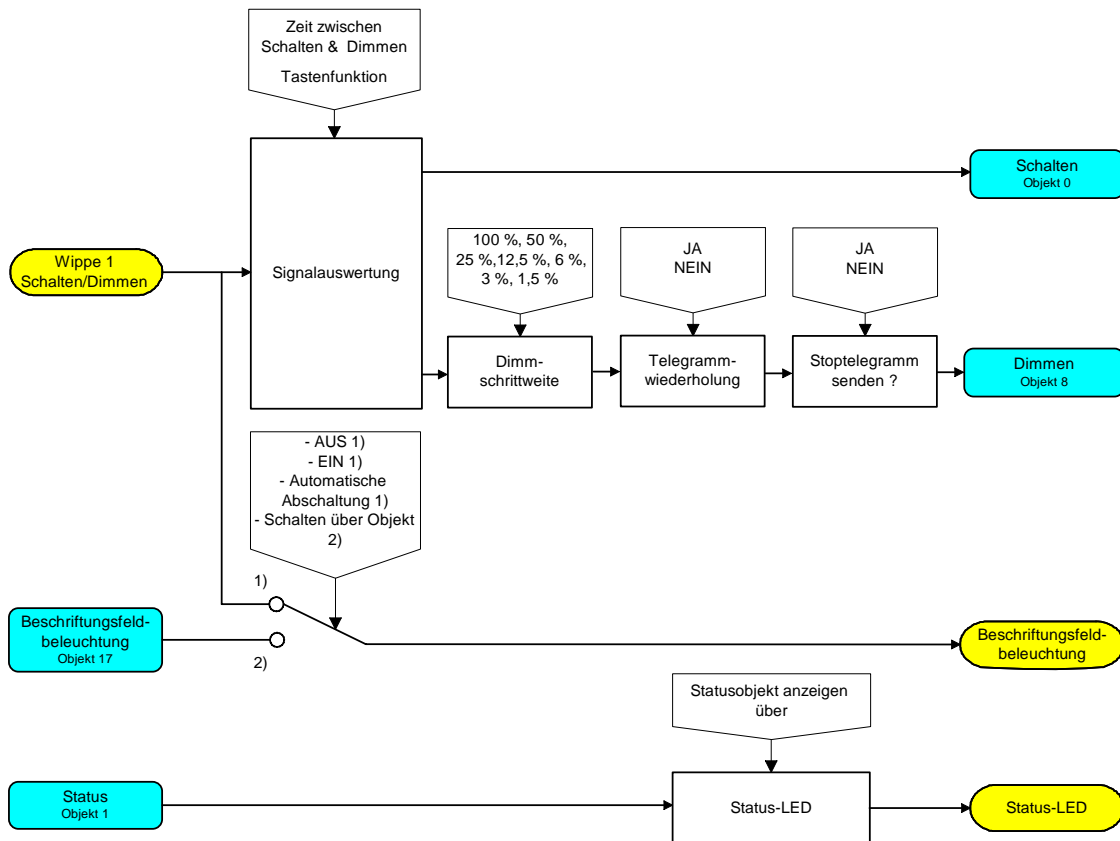 Zeit zwischen
Schalten & Dimmen
Tastenfunktion
Schalten
Objekt 0
Wippe 1
Schalten/Dimmen
Signalauswertung
100 %, 50 %,
25 %,12,5 %, 6 %,
3 %, 1,5 %
JA
NEIN
JA
NEIN
Dimm-
schrittweite
Telegramm-
wiederholung
Stoptelegramm
senden ?
Dimmen
Objekt 8
- AUS 1)
- EIN 1)
- Automatische
Abschaltung 1)
- Schalten über Objekt
2)
1)
Beschriftungsfeld-
beleuchtung
Objekt 17
2)
Beschriftungsfeld-
beleuchtung
Statusobjekt anzeigen
über
Status
Objekt 1
Status-LED
Status-LED